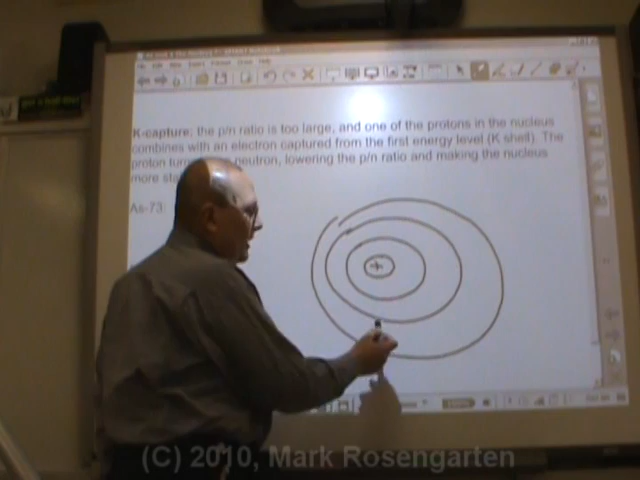 K-capture: the p/n ratio is too large, and one of the protons in the nucleus
combines with an electron captured from the first energy level (K shell). The
proton neutron, lowering the p/n ratio and making the nucleus
more
As-73
+
(C) 2010, Mark Rosengarten